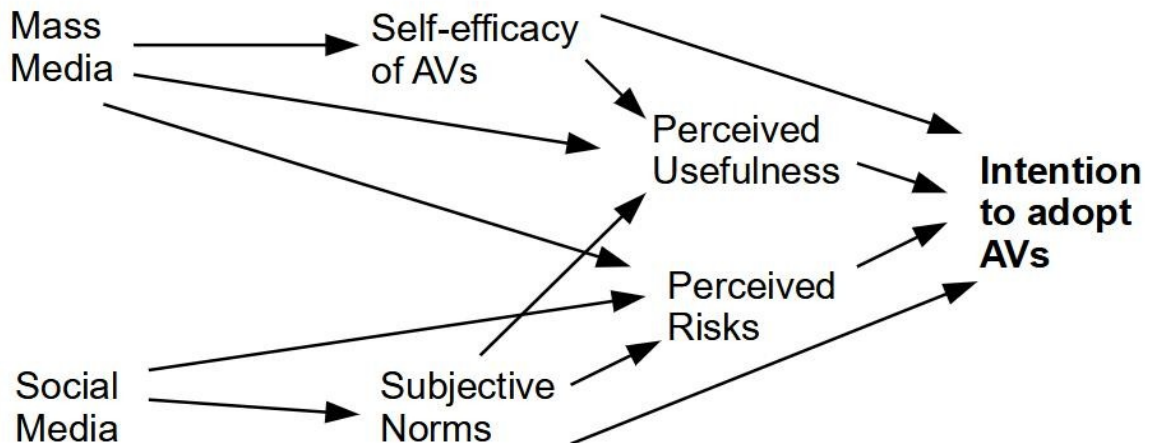 Mass
Media
Self-efficacy
of AVs
Perceived
Usefulness
Intention
to adopt
AVs
Perceived
Risks
Social
Media
Subjective
Norms